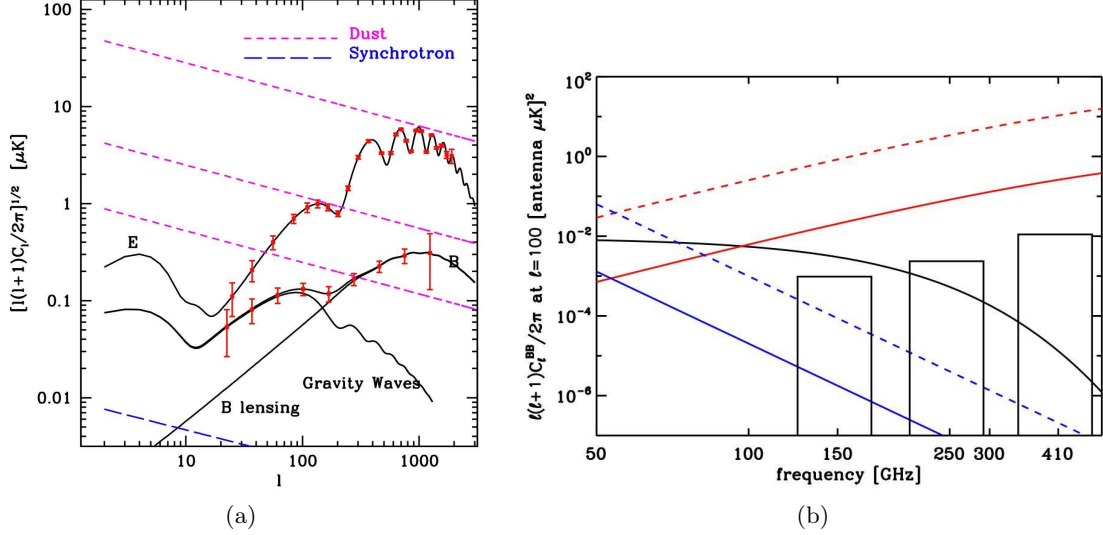 100
10
1
0.1
0.01
[l(l+1)C_l/2π]^{1/2} [μK]
Dust
Synchrotron
E
B
Gravity Waves
B lensing
10
100
1000
l
(a)
10^2
10^0
10^{-2}
10^{-4}
10^{-6}
ℓ(ℓ+1)C_ℓ^{BB}/2π at ℓ=100 [antenna μK]^2
50
100
150
250
300
410
frequency [GHz]
(b)